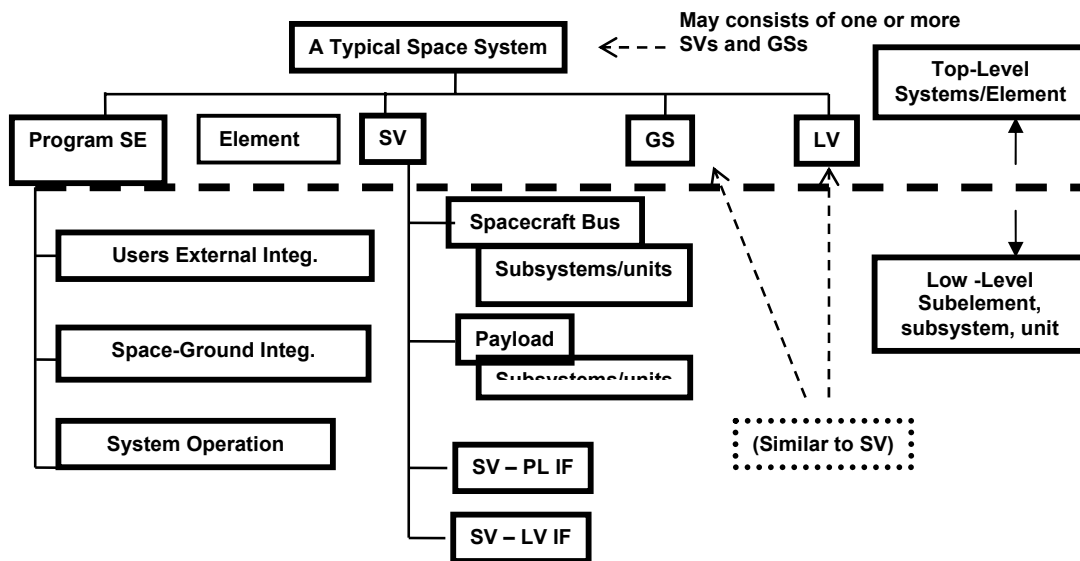 May consists of one or more
SVs and GSs
A Typical Space System
Top-Level
Systems/Element
Program SE
Element
SV
GS
LV
Spacecraft Bus
Users External Integ.
Subsystems/units
Low -Level
Subelement,
subsystem, unit
Space-Ground Integ.
Payload
Subsystems/units
System Operation
(Similar to SV)
SV – PL IF
SV – LV IF